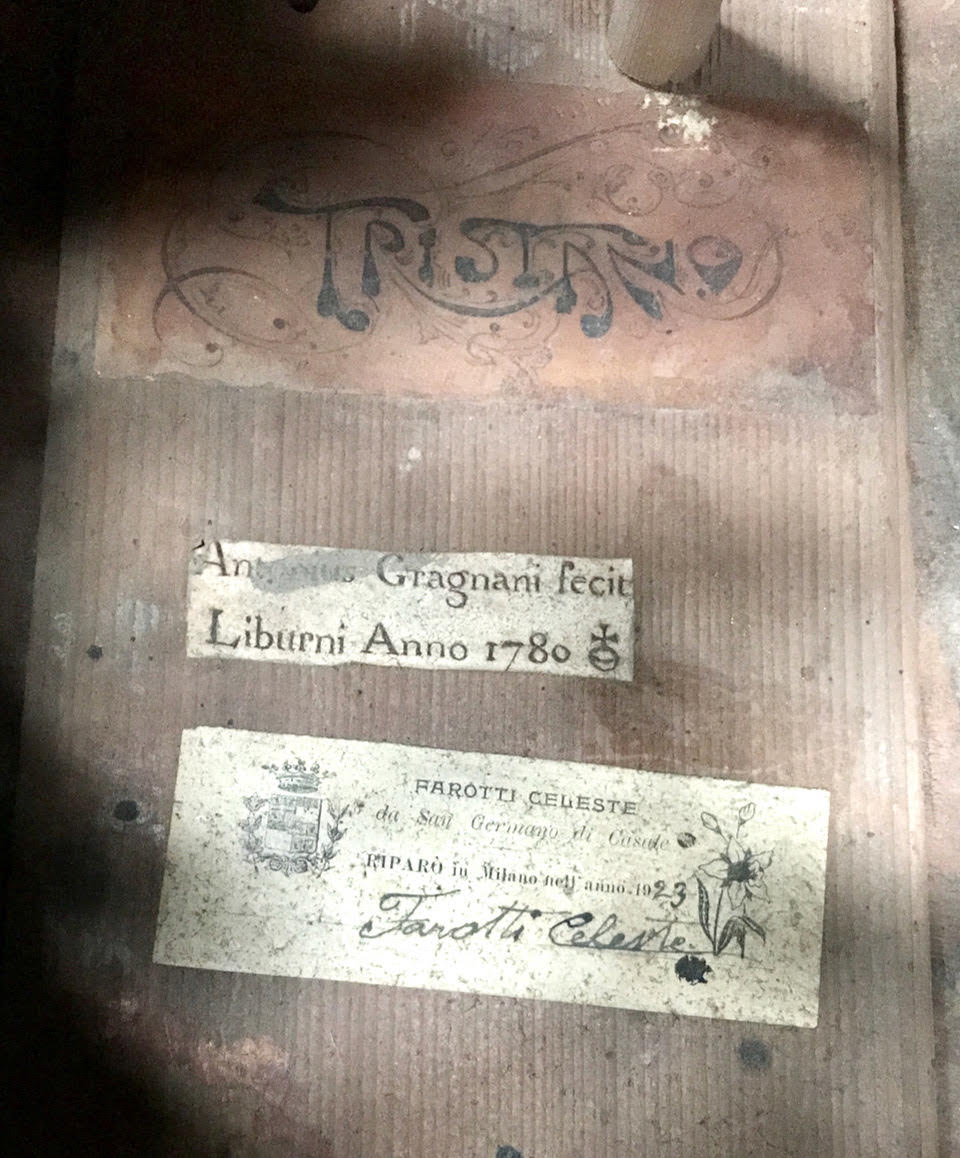 TRISTANO
Antonius Gragnani fecit
Liburni Anno 1780
FAROTTI CELESTE
da San Germano di Casale
RIPARÒ in Milano nell' anno 1923
Farotti Celeste